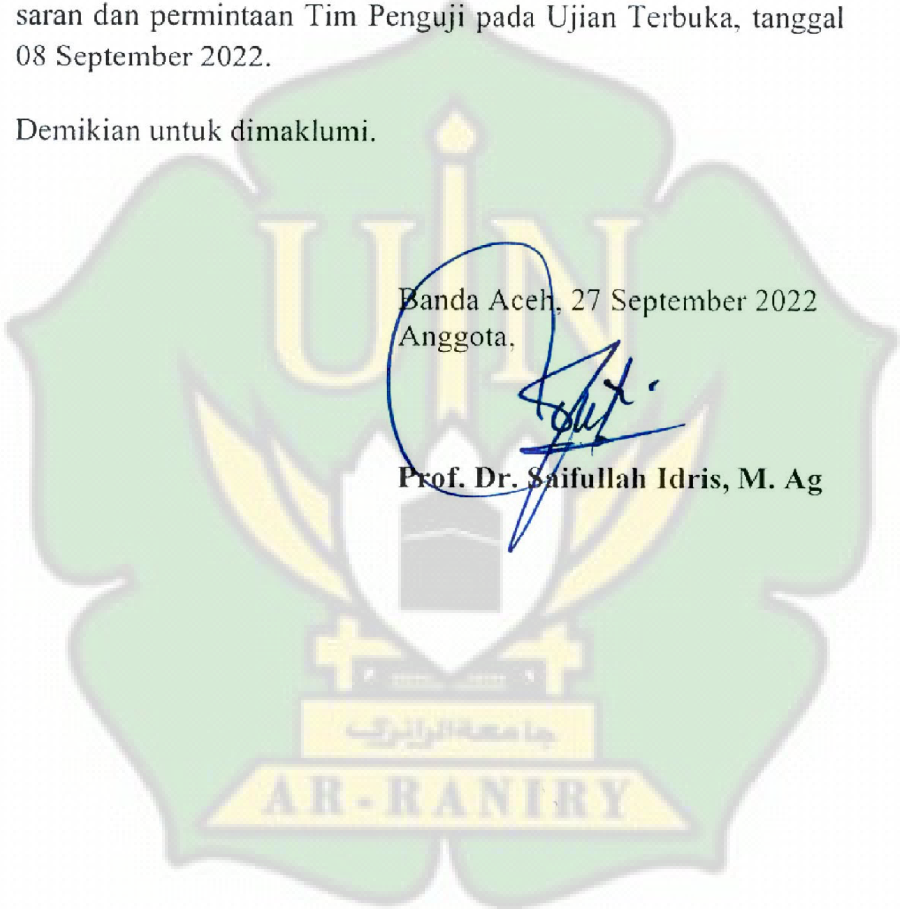 saran dan permintaan Tim Penguji pada Ujian Terbuka, tanggal
08 September 2022.
Demikian untuk dimaklumi.
UIN
Banda Aceh, 27 September 2022
Anggota,
Prof. Dr. Saifullah Idris, M. Ag
جامعة الرانري
AR-RANIRY